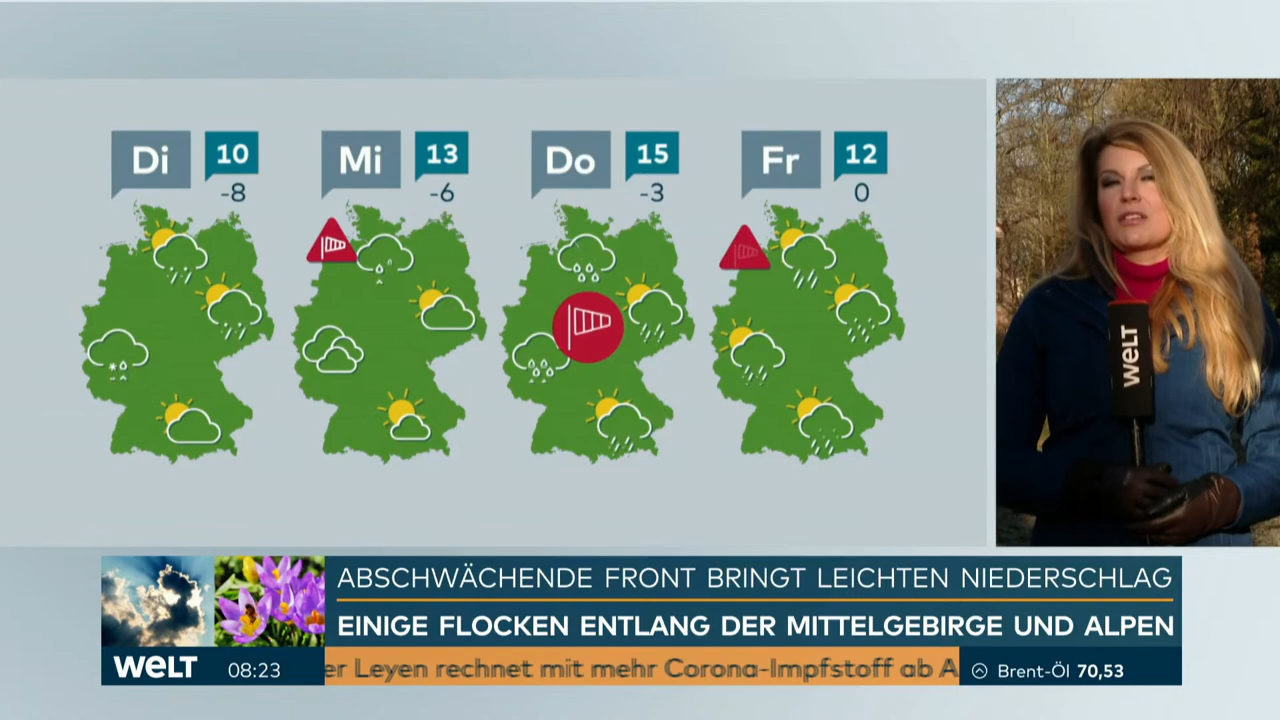 Di 10 Mi 13 Do 15 Fr 12
-8 -6 -3 0
WELT
ABSCHWÄCHENDE FRONT BRINGT LEICHTEN NIEDERSCHLAG
EINIGE FLOCKEN ENTLANG DER MITTELGEBIRGE UND ALPEN
WELT 08:23 er Leyen rechnet mit mehr Corona-Impfstoff ab A Brent-Öl 70,53